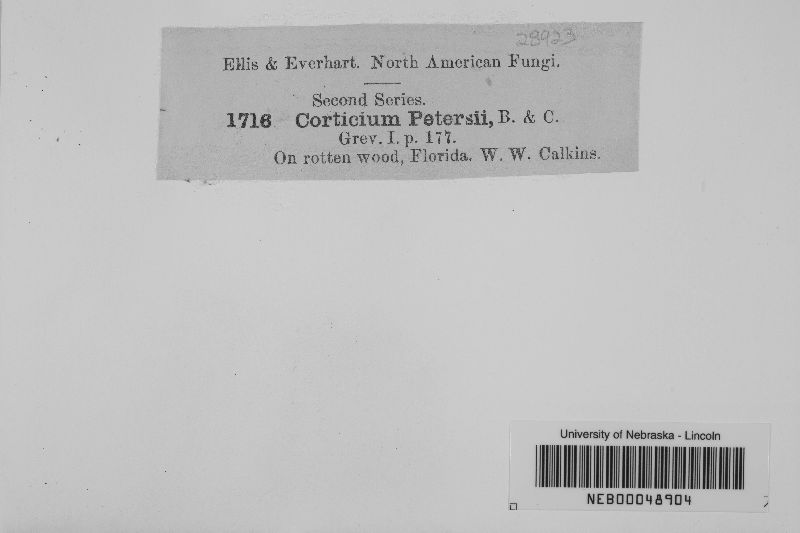 28923
Ellis & Everhart. North American Fungi.
Second Series.
1716 Corticium Petersii, B. & C.
Grev. I. p. 177.
On rotten wood, Florida. W. W. Calkins.
University of Nebraska - Lincoln
NEB00048904